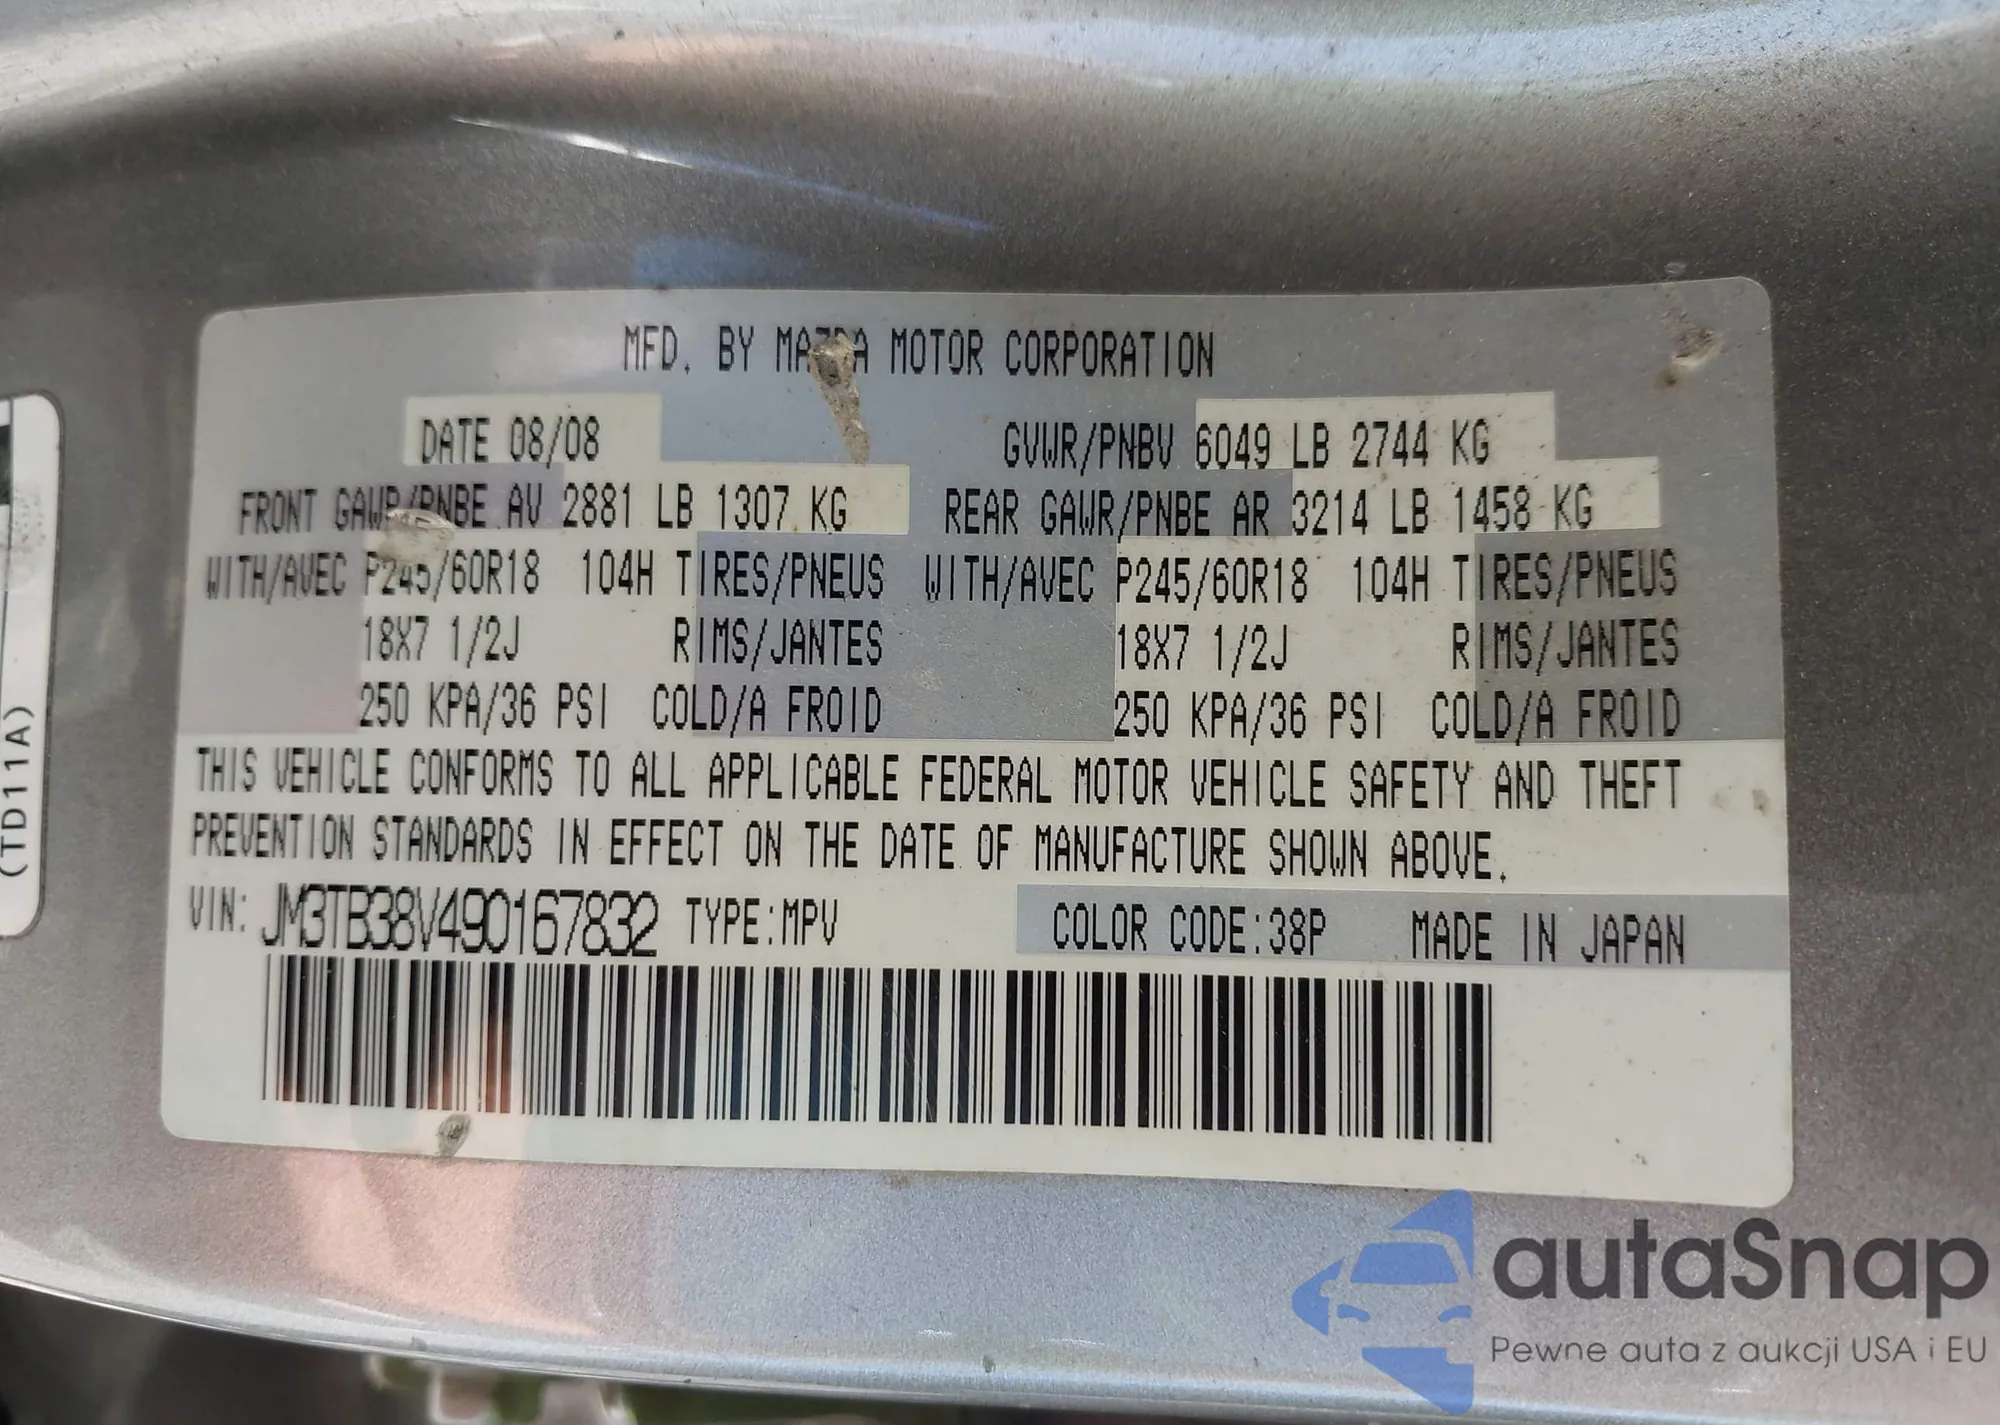 MFD. BY MAZDA MOTOR CORPORATION
DATE 08/08 GVWR/PNBV 6049 LB 2744 KG
FRONT GAWR/PNBE AV 2881 LB 1307 KG REAR GAWR/PNBE AR 3214 LB 1458 KG
WITH/AVEC P245/60R18 104H TIRES/PNEUS WITH/AVEC P245/60R18 104H TIRES/PNEUS
18X7 1/2J RIMS/JANTES 18X7 1/2J RIMS/JANTES
250 KPA/36 PSI COLD/A FROID 250 KPA/36 PSI COLD/A FROID
THIS VEHICLE CONFORMS TO ALL APPLICABLE FEDERAL MOTOR VEHICLE SAFETY AND THEFT
PREVENTION STANDARDS IN EFFECT ON THE DATE OF MANUFACTURE SHOWN ABOVE.
VIN: JM3TB38V490167832 TYPE:MPV COLOR CODE:38P MADE IN JAPAN
(TD111A)
autaSnap
Pewne auta z aukcji USA i EU